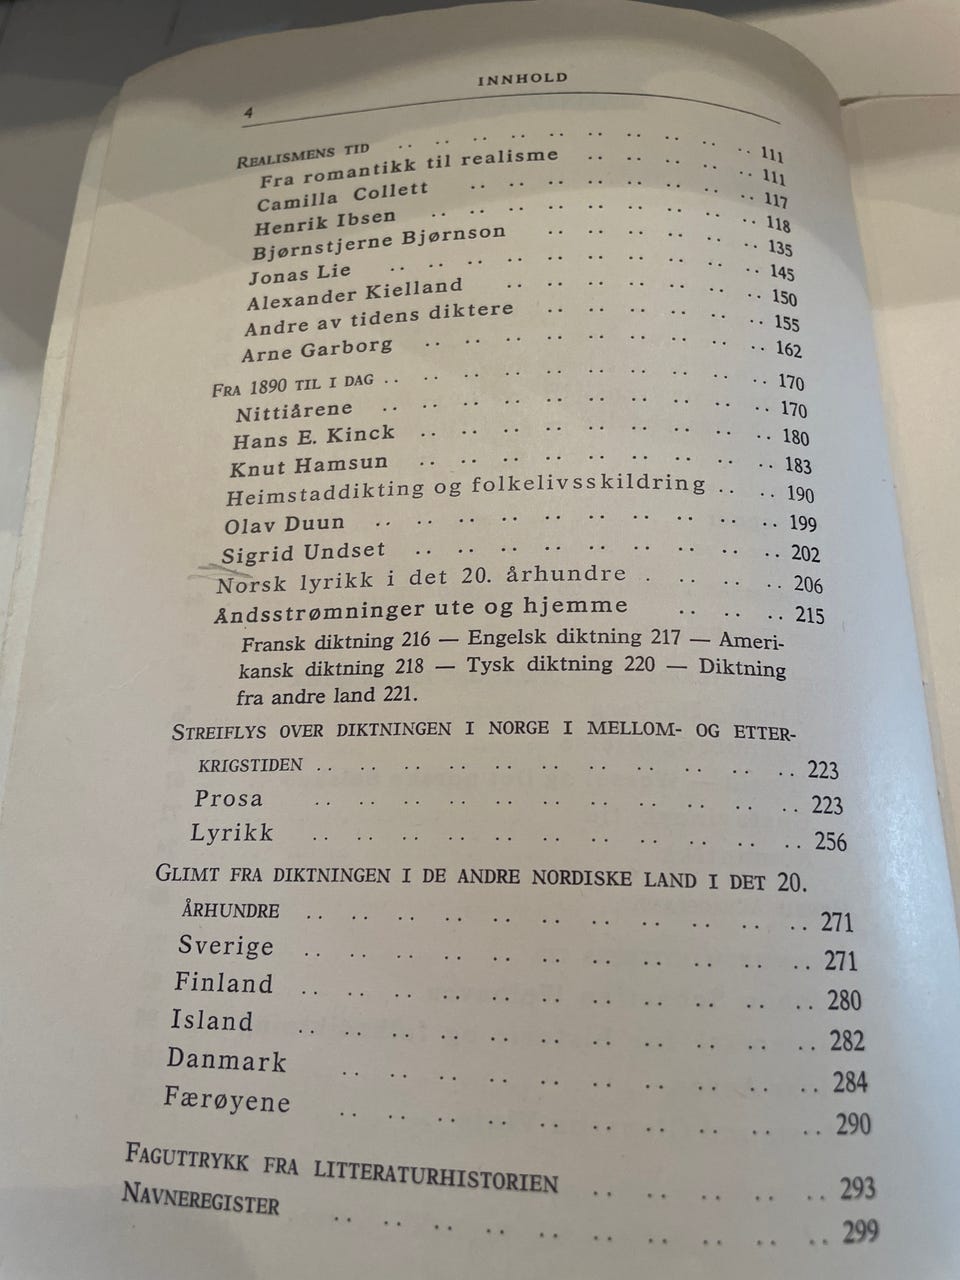 4
INNHOLD
REALISMENS TID .. .. .. .. .. .. .. .. .. 111
Fra romantikk til realisme .. .. .. .. .. 111
Camilla Collett .. .. .. .. .. .. .. .. 117
Henrik Ibsen .. .. .. .. .. .. .. .. .. 118
Bjørnstjerne Bjørnson .. .. .. .. .. .. 135
Jonas Lie .. .. .. .. .. .. .. .. .. .. 145
Alexander Kielland .. .. .. .. .. .. .. 150
Andre av tidens diktere .. .. .. .. .. .. 155
Arne Garborg .. .. .. .. .. .. .. .. .. 162
FRA 1890 TIL I DAG .. .. .. .. .. .. .. .. .. .. 170
Nittiårene .. .. .. .. .. .. .. .. .. .. 170
Hans E. Kinck .. .. .. .. .. .. .. .. .. 180
Knut Hamsun .. .. .. .. .. .. .. .. .. 183
Heimstaddikting og folkelivsskildring .. .. 190
Olav Duun .. .. .. .. .. .. .. .. .. .. 199
Sigrid Undset .. .. .. .. .. .. .. .. .. 202
Norsk lyrikk i det 20. århundre . .. .. .. 206
Åndsstrømninger ute og hjemme .. .. .. 215
Fransk diktning 216 — Engelsk diktning 217 — Ameri-
kansk diktning 218 — Tysk diktning 220 — Diktning
fra andre land 221.
STREIFLYS OVER DIKTNINGEN I NORGE I MELLOM- OG ETTER-
KRIGSTIDEN .. .. .. .. .. .. .. .. .. .. .. 223
Prosa .. .. .. .. .. .. .. .. .. .. .. 223
Lyrikk .. .. .. .. .. .. .. .. .. .. .. 256
GLIMT FRA DIKTNINGEN I DE ANDRE NORDISKE LAND I DET 20.
ÅRHUNDRE .. .. .. .. .. .. .. .. .. .. .. 271
Sverige .. .. .. .. .. .. .. .. .. .. .. 271
Finland .. .. .. .. .. .. .. .. .. .. .. 280
Island .. .. .. .. .. .. .. .. .. .. .. 282
Danmark .. .. .. .. .. .. .. .. .. .. 284
Færøyene .. .. .. .. .. .. .. .. .. .. 290
FAGUTTRYKK FRA LITTERATURHISTORIEN .. .. .. .. .. 293
NAVNEREGISTER .. .. .. .. .. .. .. .. .. .. 299